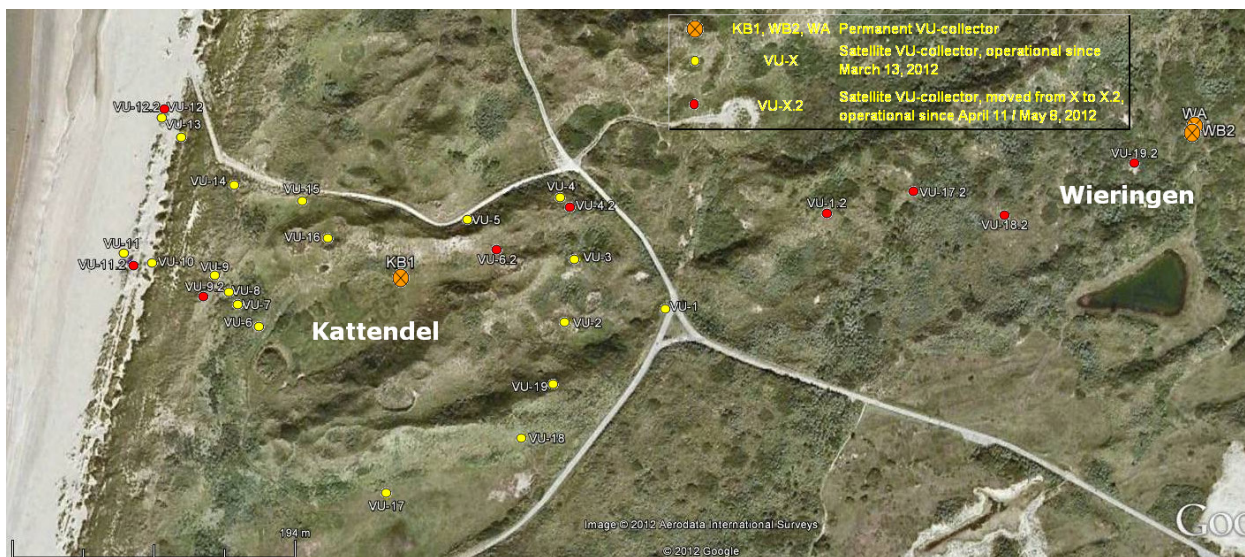 KB1, WB2, WA Permanent VU-collector
VU-X Satellite VU-collector, operational since
March 13, 2012
VU-X.2 Satellite VU-collector, moved from X to X.2,
operational since April 11 / May 8, 2012
WA
WB2
VU-12.2
VU-12
VU-13
VU-19.2
VU-14
VU-15
VU-4
VU-4.2
VU-17.2
Wieringen
VU-1.2
VU-18.2
VU-5
VU-16
VU-11
VU-11.2
VU-10
VU-6.2
VU-3
KB1
VU-9
VU-9.2
VU-8
VU-7
VU-6
Kattendel
VU-2
VU-1
VU-19
VU-18
VU-17
194 m
Image © 2012 Aerodata International Surveys
© 2012 Google
Goo